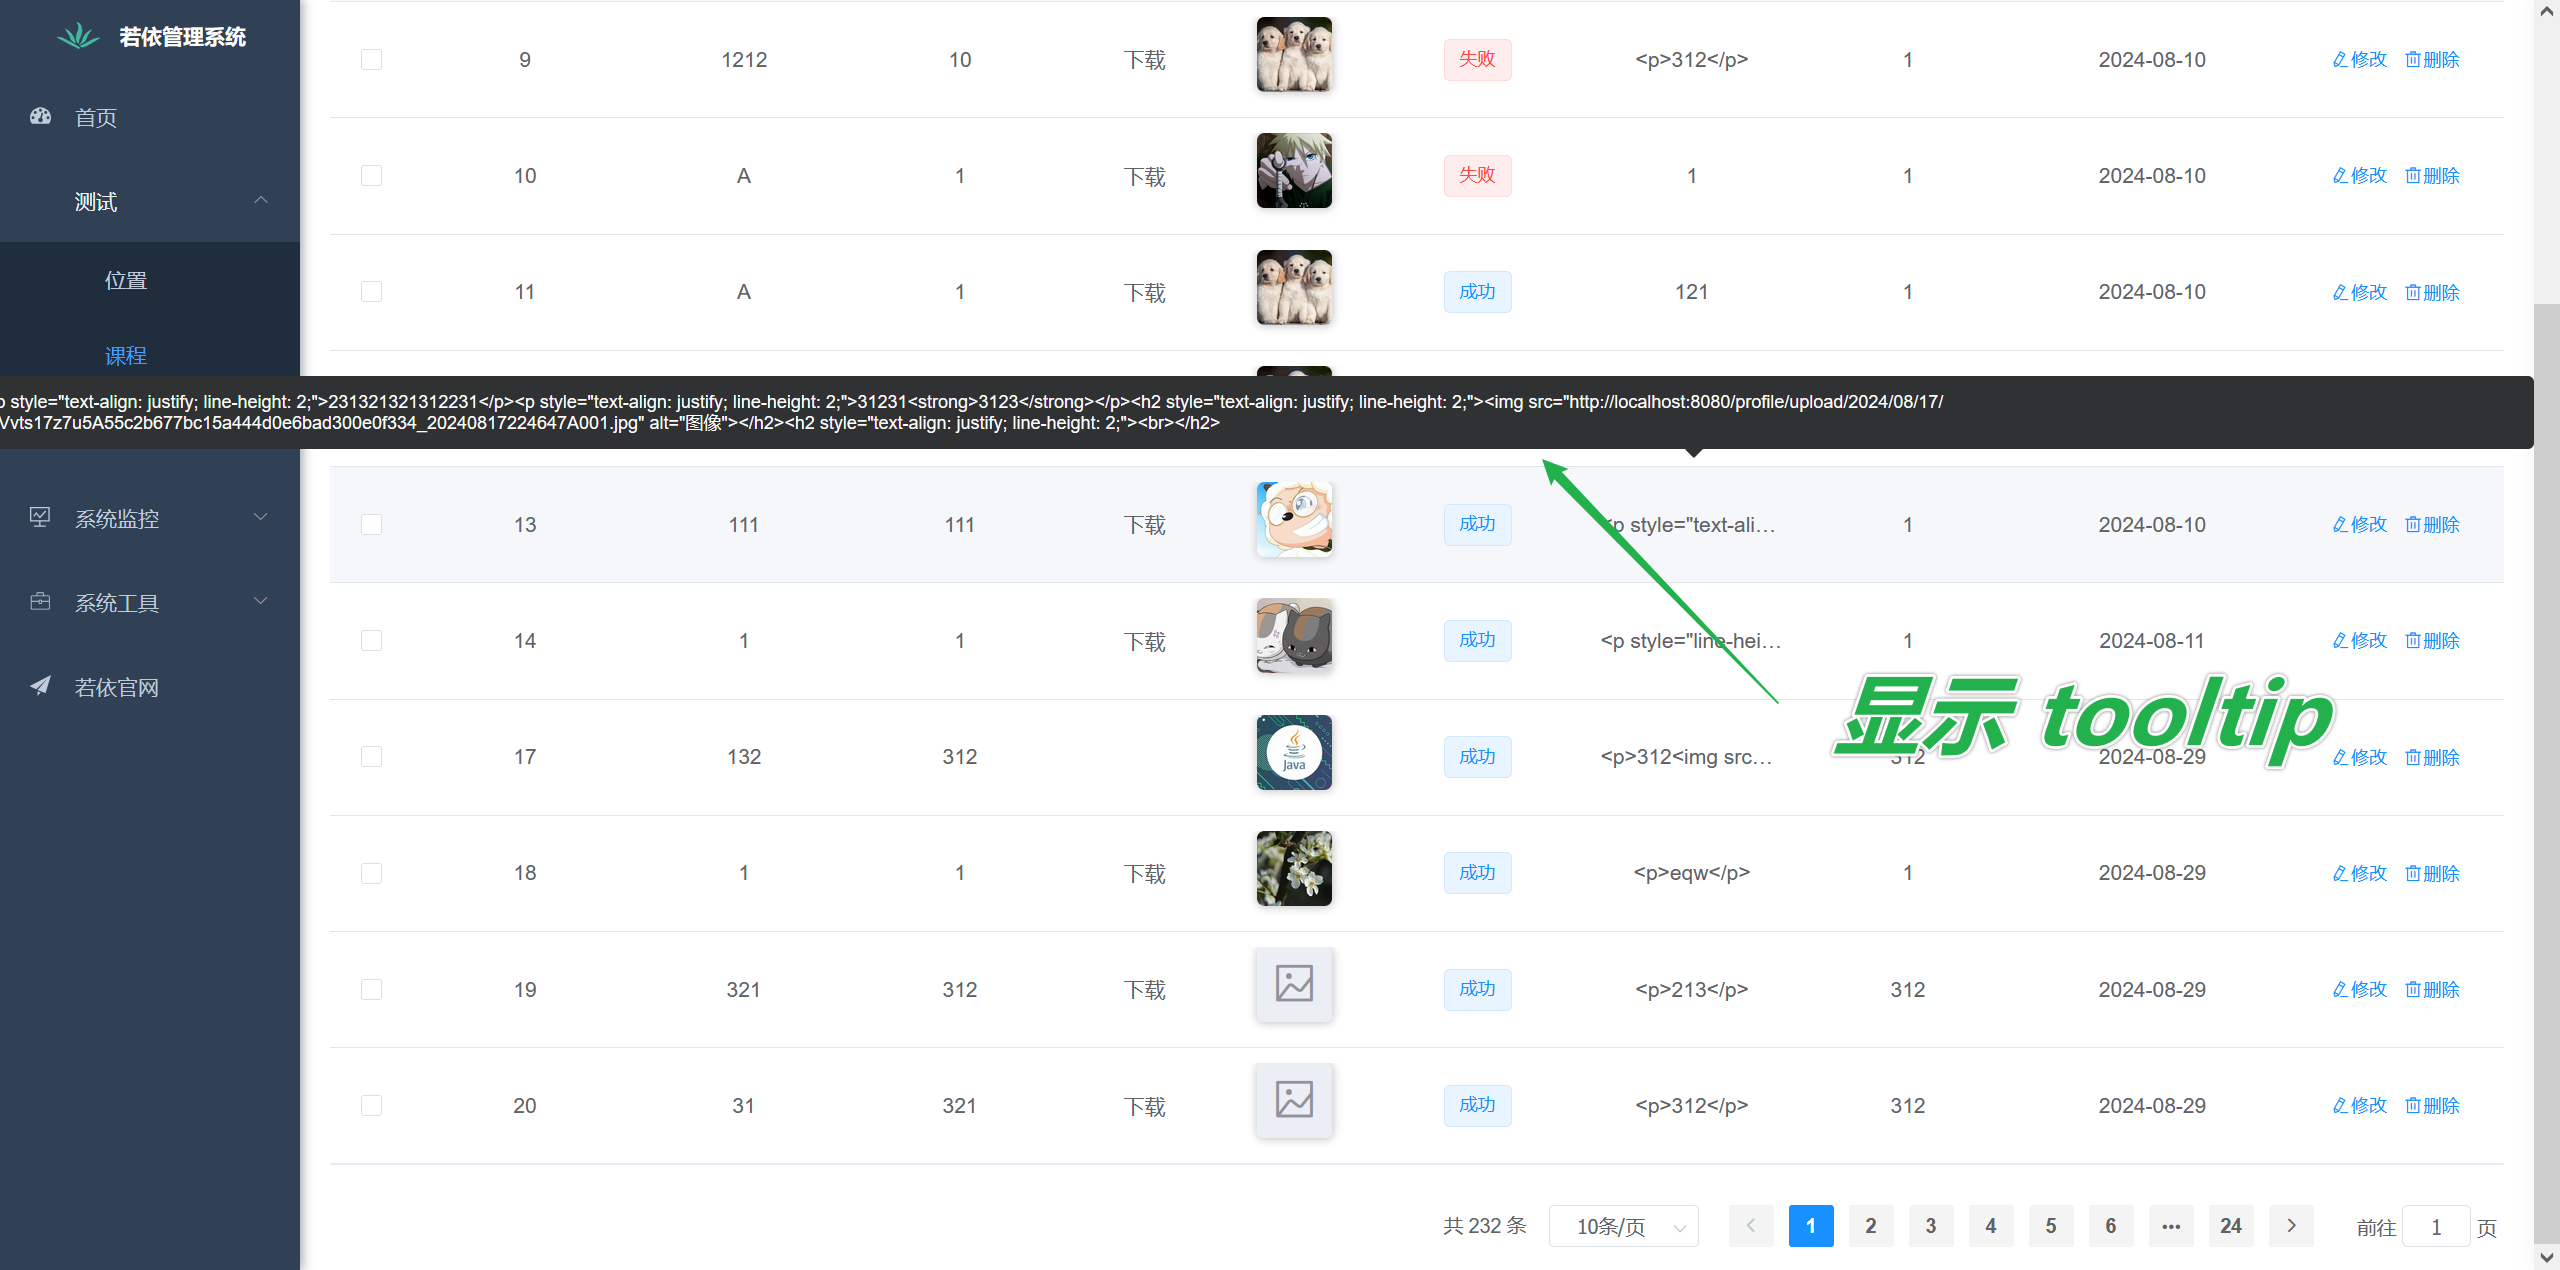 若依管理系统
首页
测试
位置
课程
系统监控
系统工具
若依官网
9 1212 10 下载 失败 <p>312</p> 1 2024-08-10 修改 删除
10 A 1 下载 失败 1 1 2024-08-10 修改 删除
11 A 1 下载 成功 121 1 2024-08-10 修改 删除
style="text-align: justify; line-height: 2;">231321321312231</p><p style="text-align: justify; line-height: 2;">31231<strong>3123</strong></p><h2 style="text-align: justify; line-height: 2;"><img src="http://localhost:8080/profile/upload/2024/08/17/
/vts17z7u5A55c2b677bc15a444d0e6bad300e0f334_20240817224647A001.jpg" alt="图像"></h2><h2 style="text-align: justify; line-height: 2;"><br></h2>
13 111 111 下载 成功 <p style="text-ali… 1 2024-08-10 修改 删除
14 1 1 下载 成功 <p style="line-hei… 1 2024-08-11 修改 删除
显示 tooltip
17 132 312 Java 成功 <p>312<img src… 312 2024-08-29 修改 删除
18 1 1 下载 成功 <p>eqw</p> 1 2024-08-29 修改 删除
19 321 312 下载 成功 <p>213</p> 312 2024-08-29 修改 删除
20 31 321 下载 成功 <p>312</p> 312 2024-08-29 修改 删除
共 232 条 10条/页 1 2 3 4 5 6 ••• 24 前往 1 页